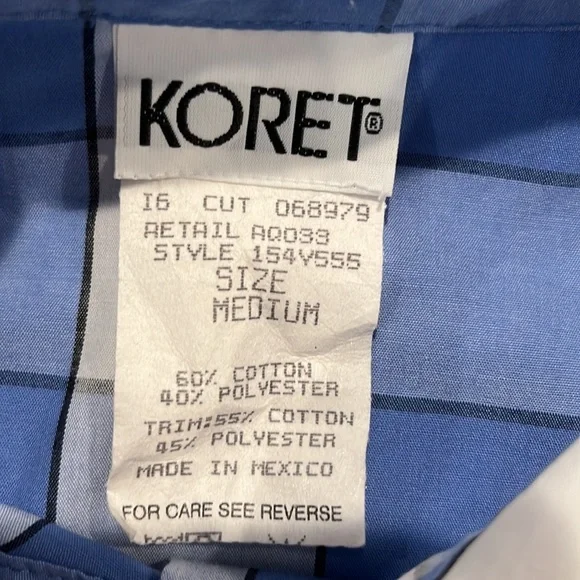 KORET®
I6 CUT 068979
RETAIL AQ033
STYLE 154Y555
SIZE
MEDIUM
60% COTTON
40% POLYESTER
TRIM:55% COTTON
45% POLYESTER
MADE IN MEXICO
FOR CARE SEE REVERSE